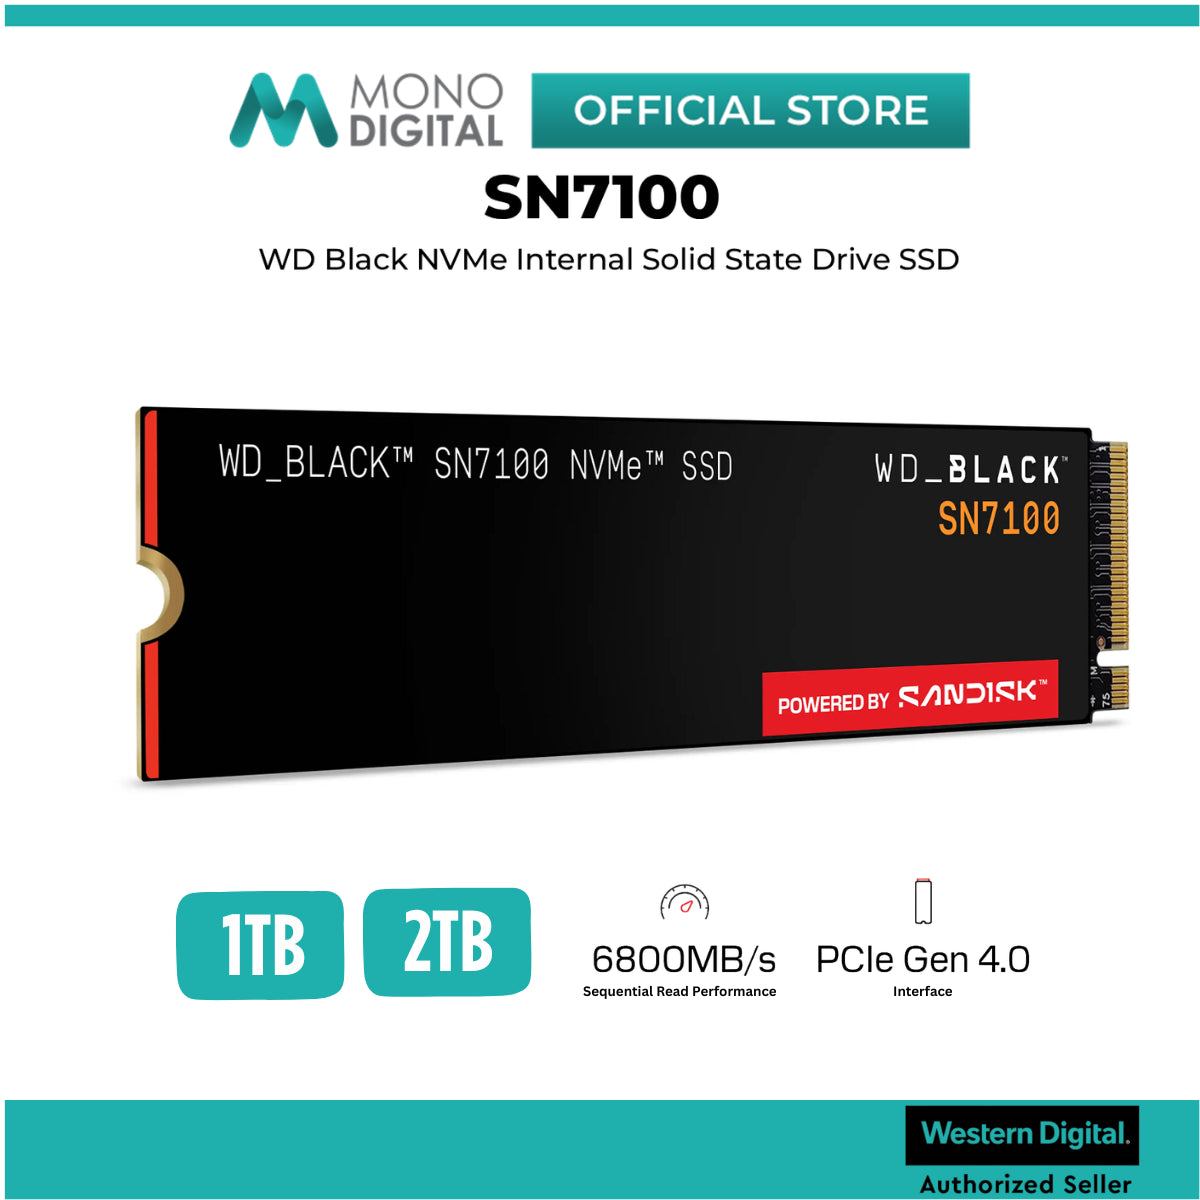 MONO
DIGITAL
OFFICIAL STORE
SN7100
WD Black NVMe Internal Solid State Drive SSD
WD_BLACK™ SN7100 NVMe™ SSD
WD_BLACK™
SN7100
POWERED BY SANDISK™
M
75
1TB
2TB
6800MB/s
Sequential Read Performance
PCIe Gen 4.0
Interface
Western Digital.
Authorized Seller